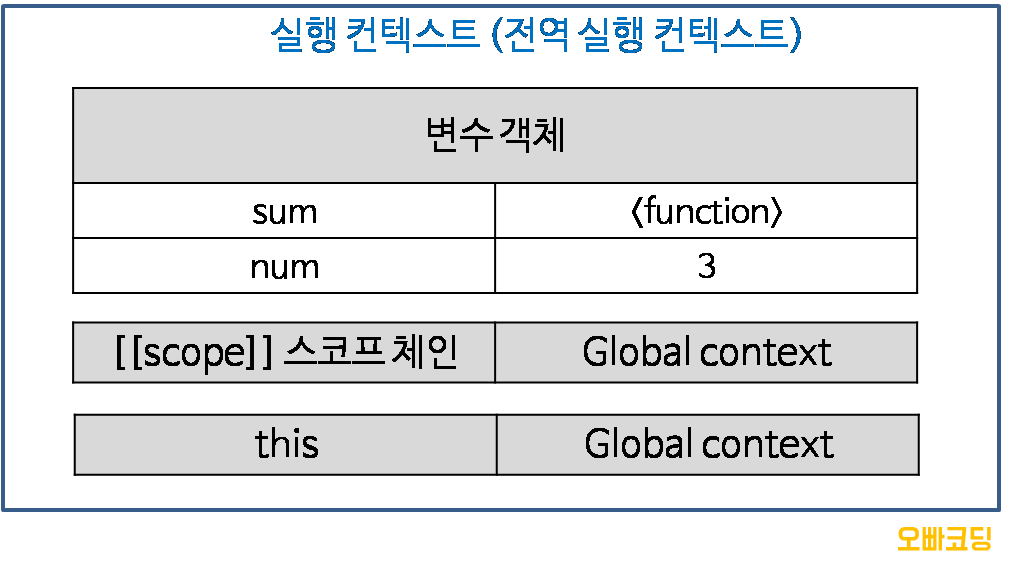 실행 컨텍스트 (전역 실행 컨텍스트)
변수 객체
sum <function>
num 3
[[scope]] 스코프 체인 Global context
this Global context
오빠코딩